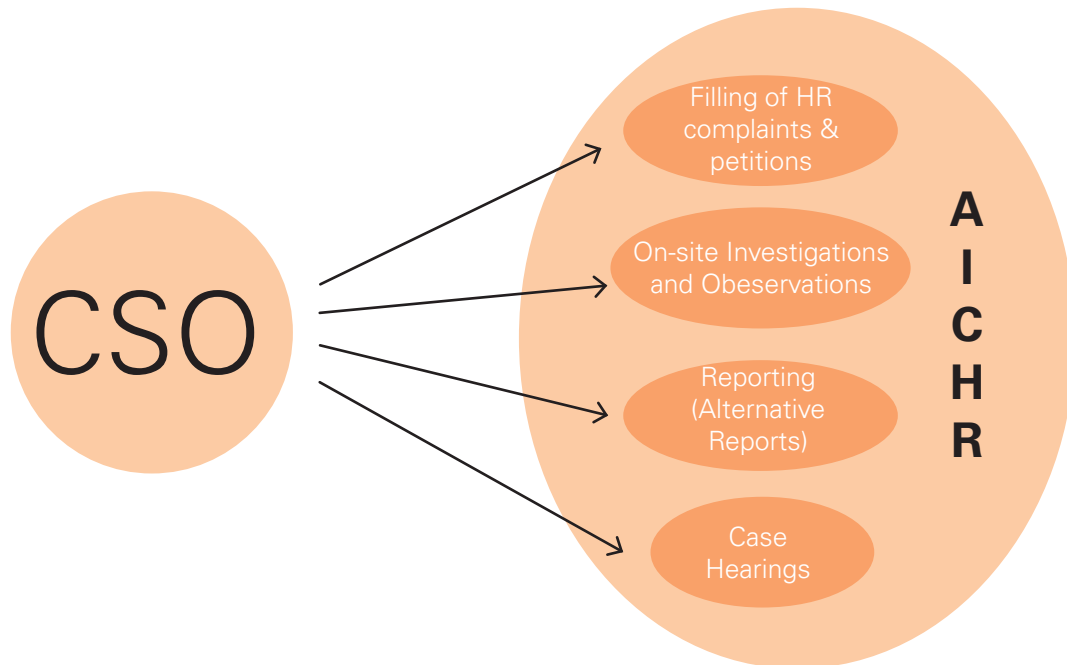 CSO
Filling of HR
complaints &
petitions
On-site Investigations
and Obeservations
Reporting
(Alternative
Reports)
Case
Hearings
A
I
C
H
R